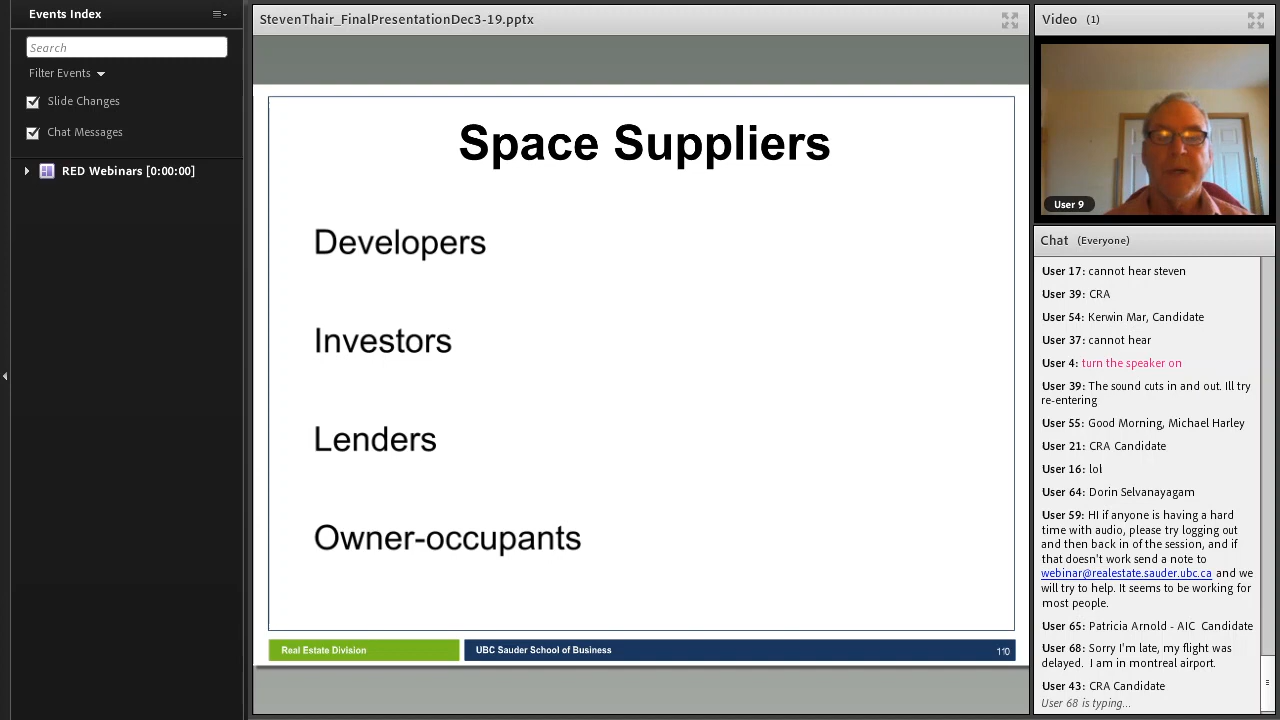 Events Index
Search
Filter Events
Slide Changes
Chat Messages
RED Webinars [0:00:00]
StevenThair_FinalPresentationDec3-19.pptx
Space Suppliers
Developers
Investors
Lenders
Owner-occupants
Real Estate Division
UBC Sauder School of Business
110
Video (1)
User 9
Chat (Everyone)
User 17: cannot hear steven
User 39: CRA
User 54: Kerwin Mar, Candidate
User 37: cannot hear
User 4: turn the speaker on
User 39: The sound cuts in and out. Ill try
re-entering
User 55: Good Morning, Michael Harley
User 21: CRA Candidate
User 16: lol
User 64: Dorin Selvanayagam
User 59: HI if anyone is having a hard
time with audio, please try logging out
and then back in of the session, and if
that doesn't work send a note to
webinar@realestate.sauder.ubc.ca and we
will try to help. It seems to be working for
most people.
User 65: Patricia Arnold - AIC Candidate
User 68: Sorry I'm late, my flight was
delayed. I am in montreal airport.
User 43: CRA Candidate
User 68 is typing...